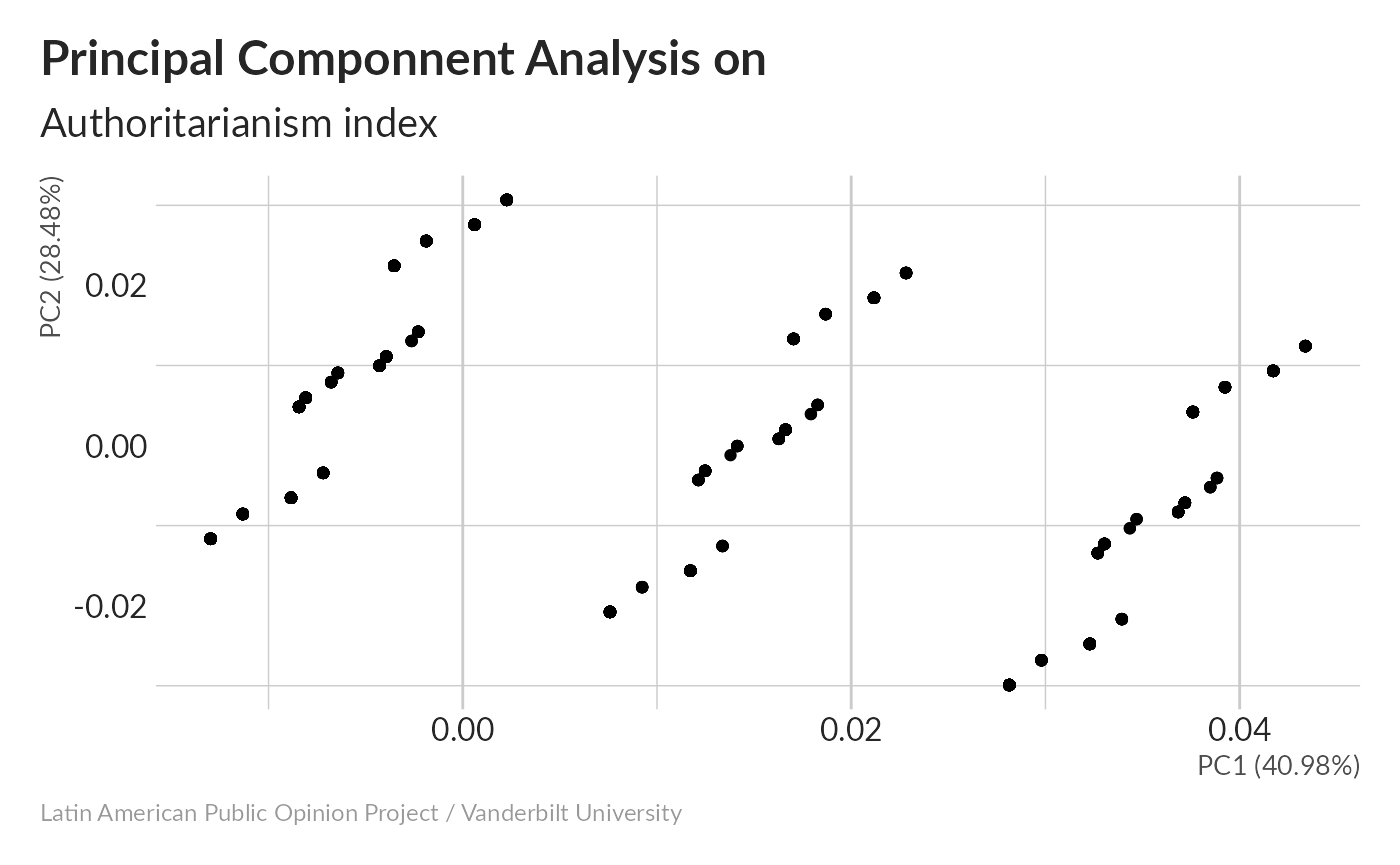 Principal Componnent Analysis on
Authoritarianism index
PC2 (28.48%)
0.02
0.00
-0.02
0.00
0.02
0.04
PC1 (40.98%)
Latin American Public Opinion Project / Vanderbilt University